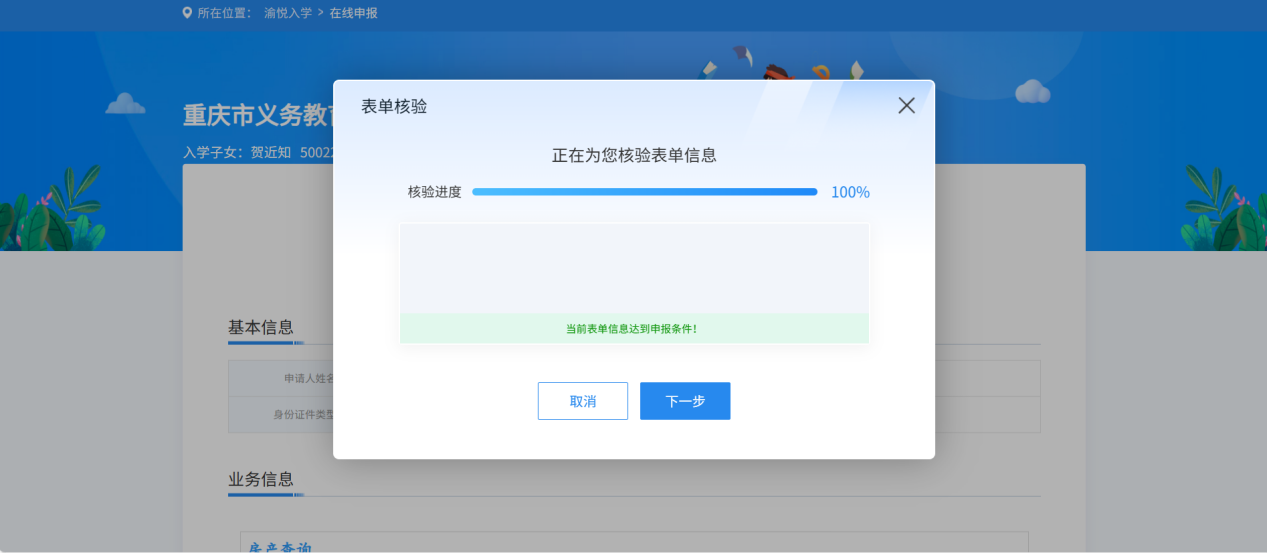 所在位置： 渝悦入学 > 在线申报
重庆市义务教
入学子女：贺近知 5002
表单核验
正在为您核验表单信息
核验进度 100%
当前表单信息达到申报条件！
取消 下一步
基本信息
申请人姓名
身份证件类型
业务信息
房产查询